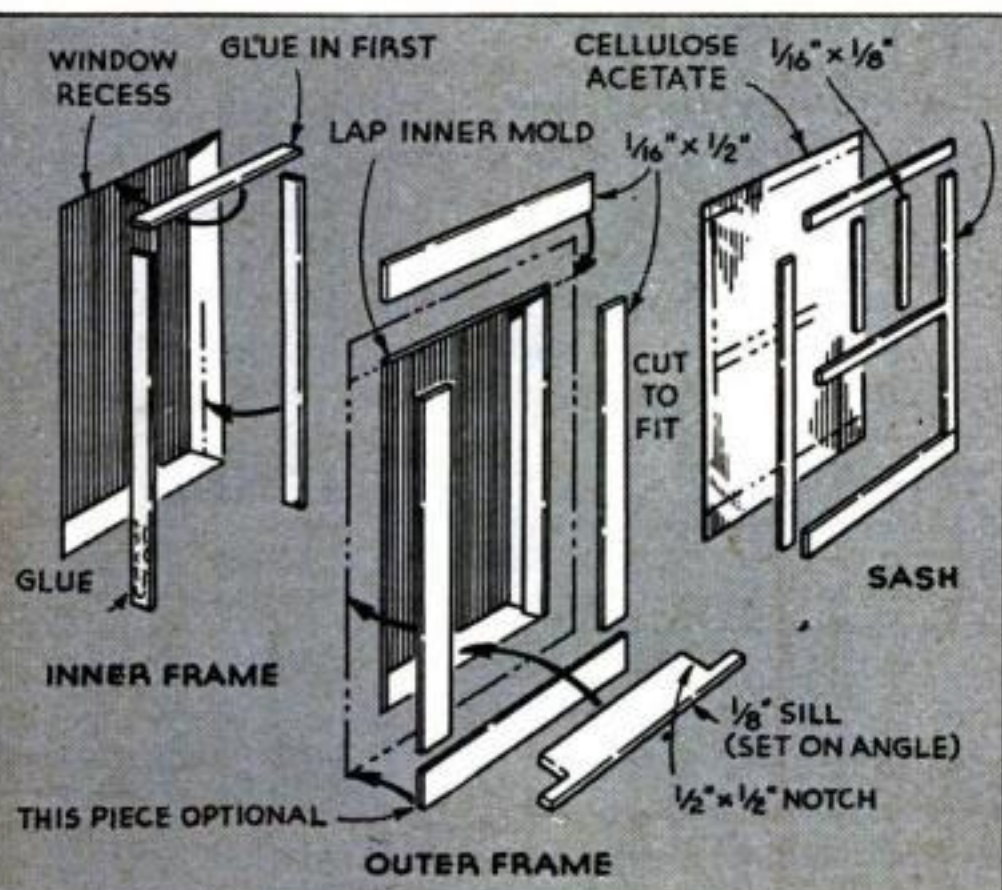 WINDOW
RECESS
GLUE IN FIRST
LAP INNER MOLD
CELLULOSE
ACETATE
1/16" x 1/8"
1/16" x 1/2"
CUT
TO
FIT
GLUE
SASH
INNER FRAME
1/8" SILL
(SET ON ANGLE)
1/2" x 1/2" NOTCH
THIS PIECE OPTIONAL
OUTER FRAME